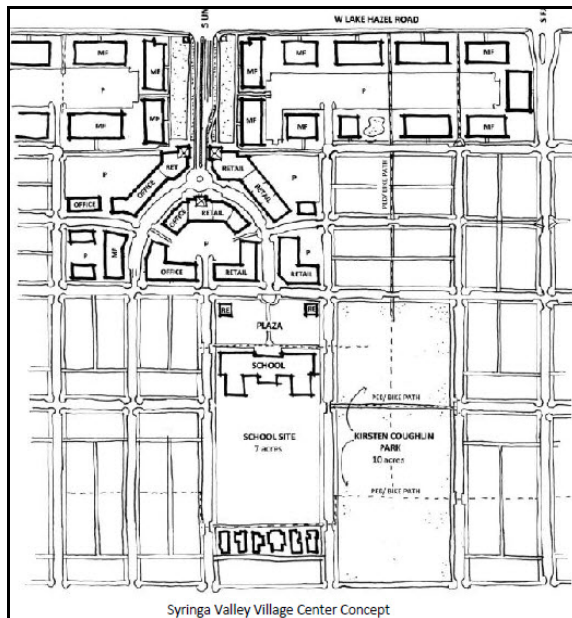 W LAKE HAZEL ROAD
S UN
S FA
MF
MF
MF
MF
MF
MF
P
P
MF
MF
MF
MF
MF
RET
RETAIL
P
OFFICE
RETAIL
P
PED/BIKE PATH
OFFICE
OFFICE
RETAIL
P
MF
P
P
OFFICE
RETAIL
RETAIL
RE
RE
PLAZA
SCHOOL
PED/ BIKE PATH
SCHOOL SITE
7 acres
KIRSTEN COUGHLIN
PARK
10 acres
PED/ BIKE PATH
Syringa Valley Village Center Concept